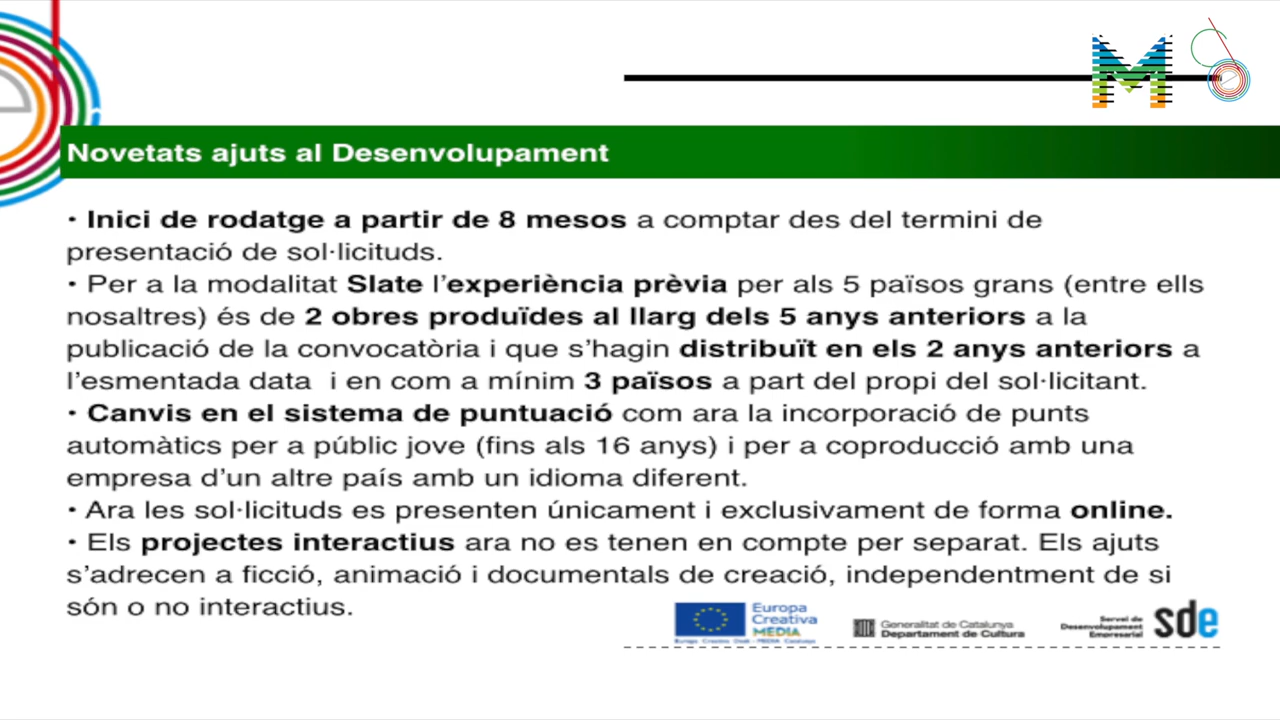 Novetats ajuts al Desenvolupament
• Inici de rodatge a partir de 8 mesos a comptar des del termini de
presentació de sol·licituds.
• Per a la modalitat Slate l’experiència prèvia per als 5 països grans (entre ells
nosaltres) és de 2 obres produïdes al llarg dels 5 anys anteriors a la
publicació de la convocatòria i que s’hagin distribuït en els 2 anys anteriors a
l’esmentada data  i en com a mínim 3 països a part del propi del sol·licitant.
• Canvis en el sistema de puntuació com ara la incorporació de punts
automàtics per a públic jove (fins als 16 anys) i per a coproducció amb una
empresa d’un altre país amb un idioma diferent.
• Ara les sol·licituds es presenten únicament i exclusivament de forma online.
• Els projectes interactius ara no es tenen en compte per separat. Els ajuts
s’adrecen a ficció, animació i documentals de creació, independentment de si
són o no interactius.
Europa
Creativa
MEDIA
Generalitat de Catalunya
Departament de Cultura
Servei de
Desenvolupament
Empresarial
sde